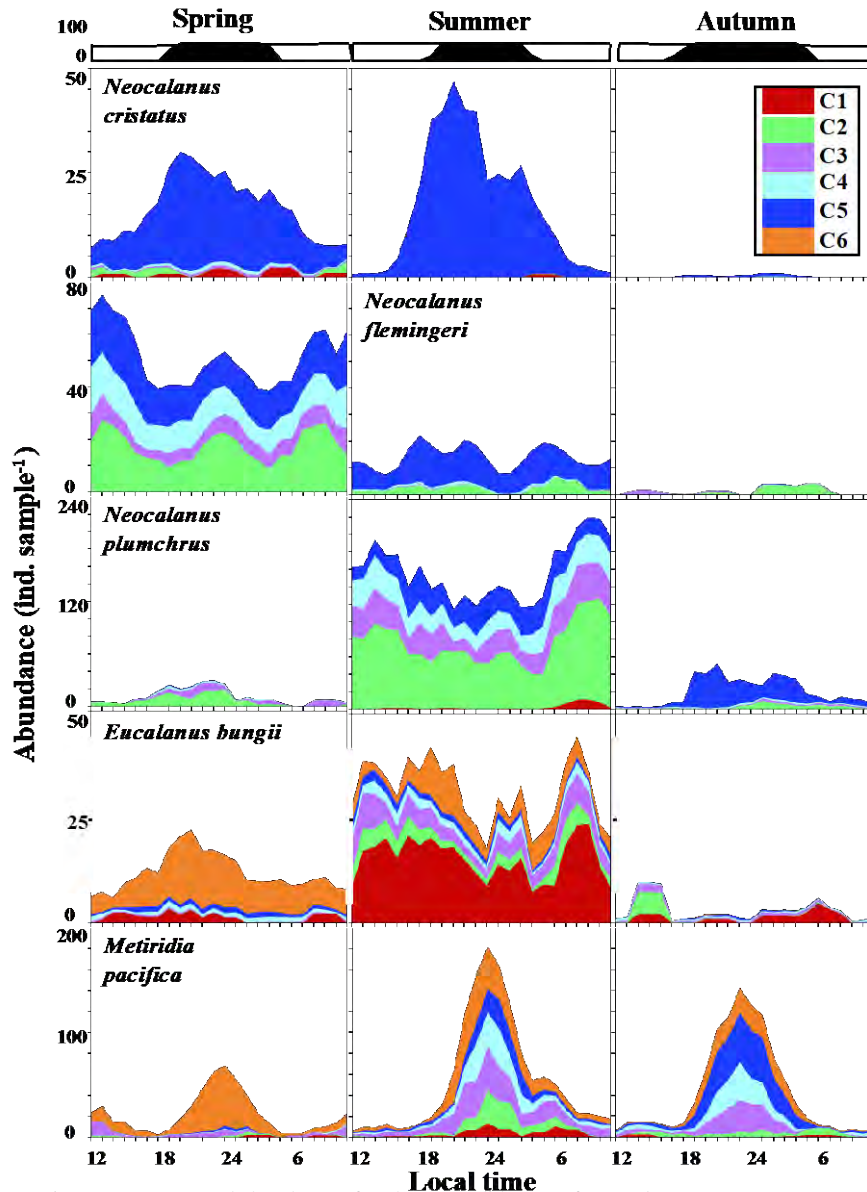 Spring Summer Autumn
100
0
Neocalanus
cristatus
50
25
0
C1
C2
C3
C4
C5
C6
80
40
0
Neocalanus
flemingeri
240
120
0
Neocalanus
plumchrus
50
25
0
Eucalanus bungii
200
100
0
Metiridia
pacifica
Abundance (ind. sample-1)
12 18 24 6 12 18 24 6 12 18 24 6
Local time